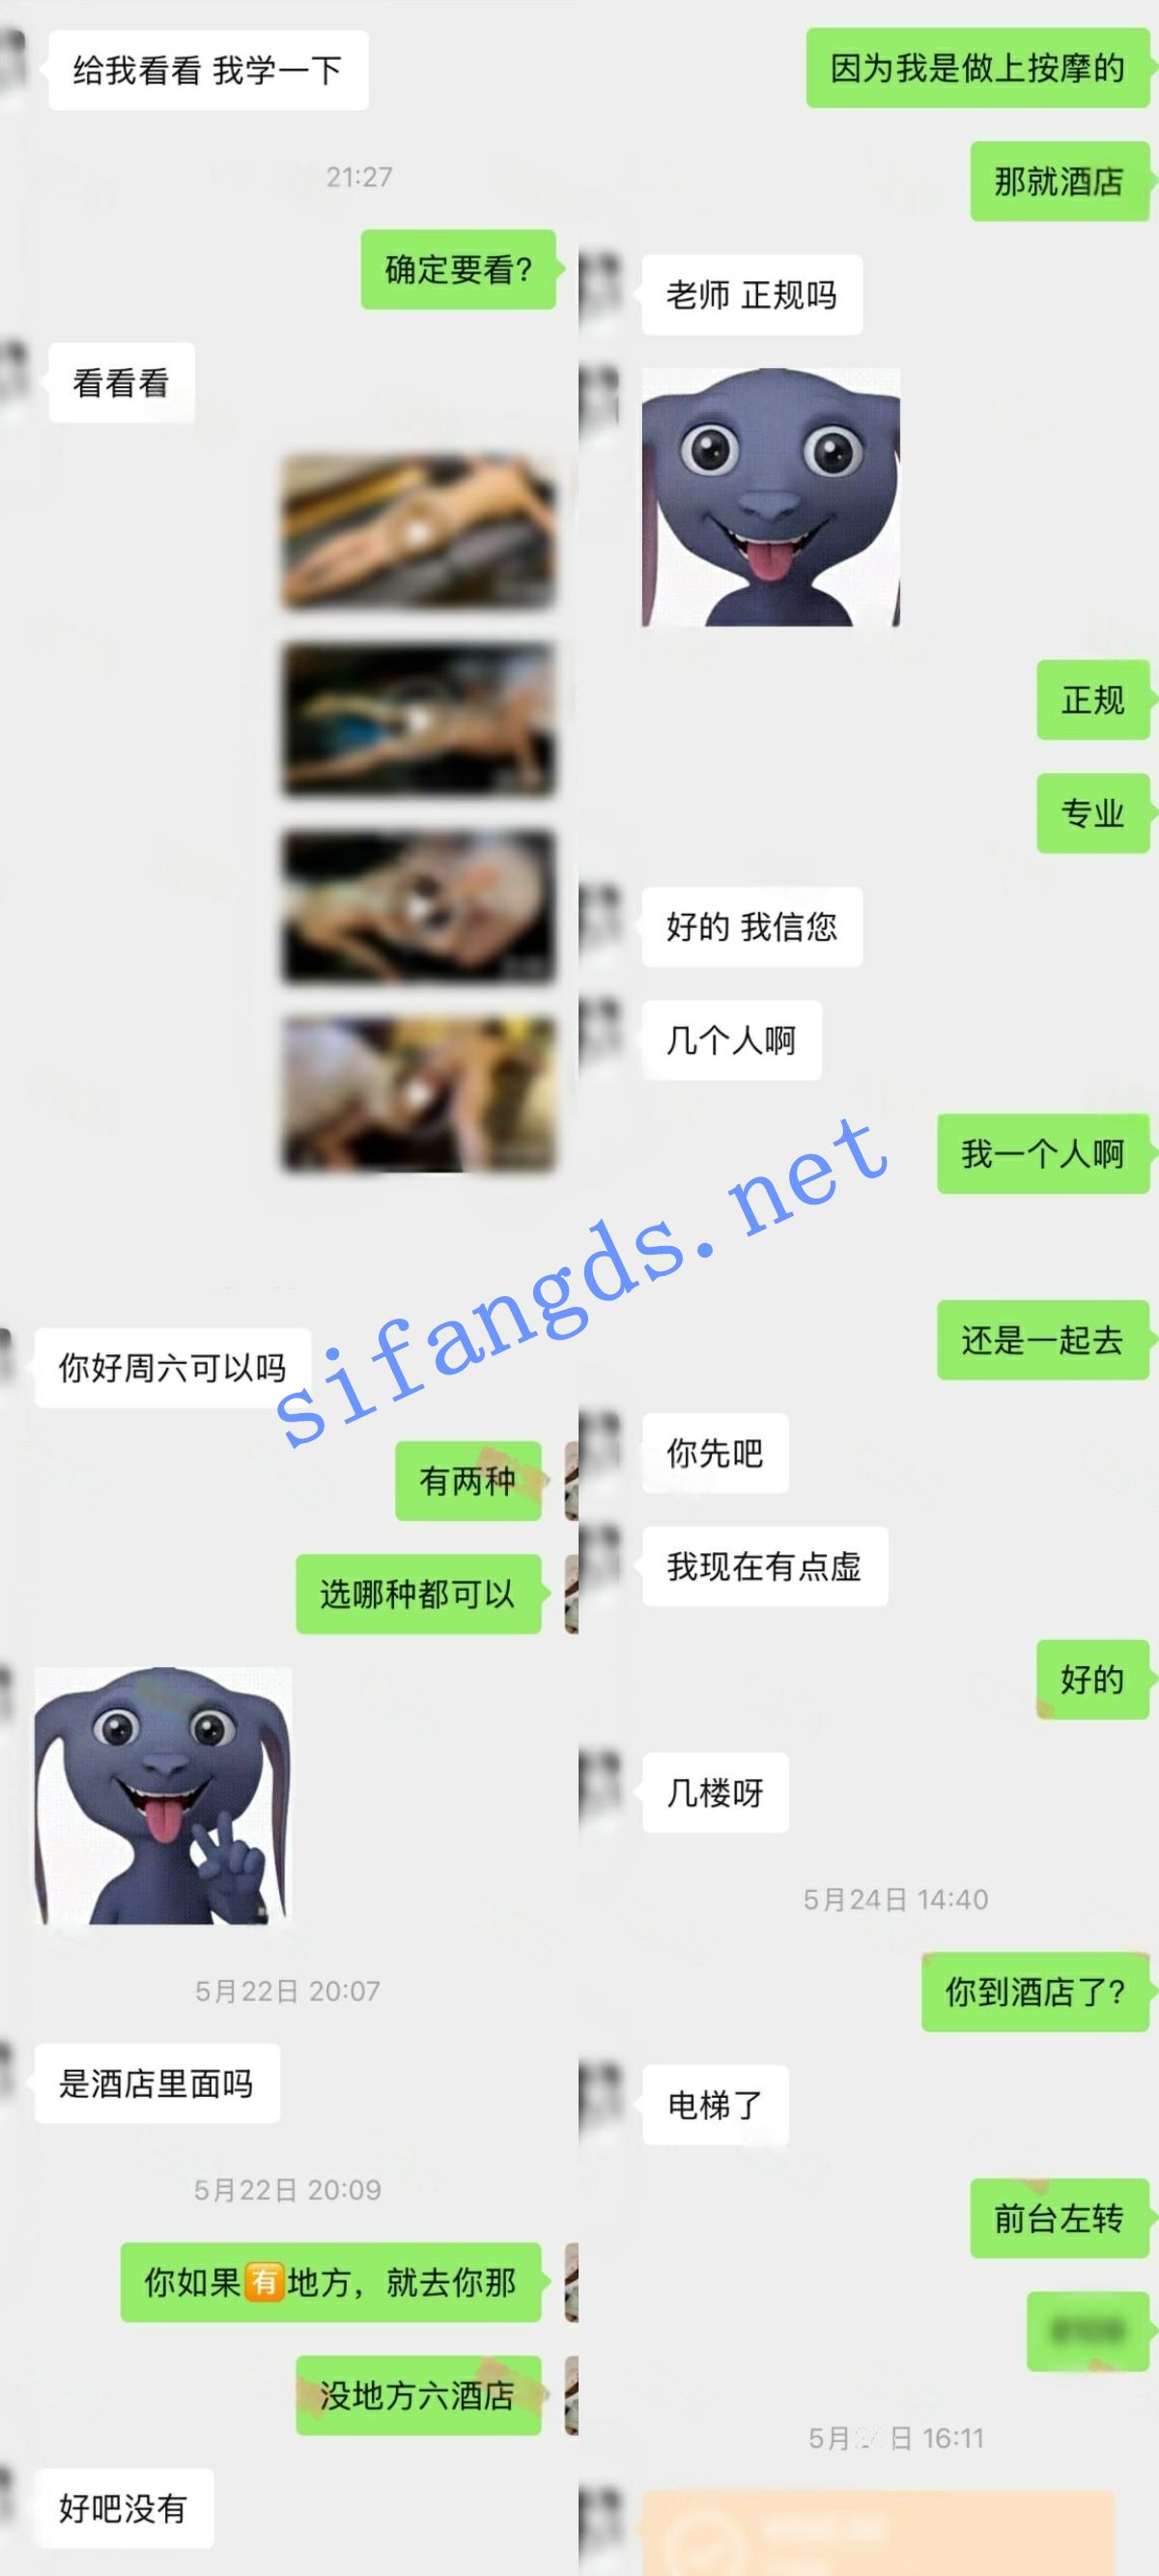 给我看看 我学一下
21:27
确定要看?
看看看
你好周六可以吗
有两种
选哪种都可以
5月22日 20:07
是酒店里面吗
5月22日 20:09
你如果🈶地方，就去你那
没地方六酒店
好吧没有
因为我是做上按摩的
那就酒店
老师 正规吗
正规
专业
好的 我信您
几个人啊
我一个人啊
还是一起去
你先吧
我现在有点虚
好的
几楼呀
5月24日 14:40
你到酒店了?
电梯了
前台左转
5月 日 16:11
sifangds.net